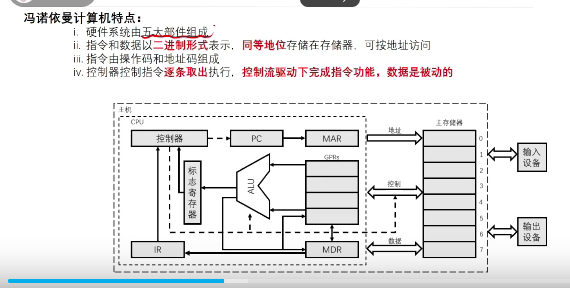 冯诺依曼计算机特点：
i. 硬件系统由五大部件组成
ii. 指令和数据以二进制形式表示，同等地位存储在存储器，可按地址访问
iii. 指令由操作码和地址码组成
iv. 控制器控制指令逐条取出执行，控制流驱动下完成指令功能。数据是被动的
主机
CPU
主存储器
控制器
PC
MAR
地址
0
1
2
3
4
5
6
7
输入设备
GPRs
标志寄存器
ALU
控制
输出设备
IR
MDR
数据